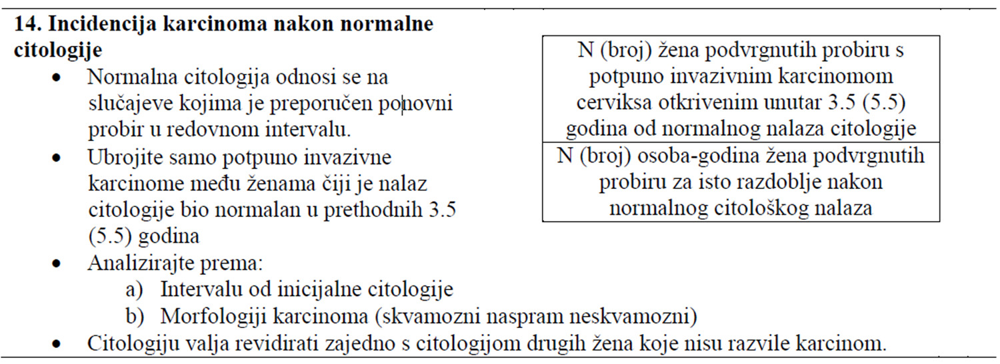 14. Incidencija karcinoma nakon normalne
citologije
• Normalna citologija odnosi se na
slučajeve kojima je preporučen ponovni
probir u redovnom intervalu.
• Ubrojite samo potpuno invazivne
karcinome među ženama čiji je nalaz
citologije bio normalan u prethodnih 3.5
(5.5) godina
• Analizirajte prema:
a) Intervalu od inicijalne citologije
b) Morfologiji karcinoma (skvamozni naspram neskvamozni)
• Citologiju valja revidirati zajedno s citologijom drugih žena koje nisu razvile karcinom.
N (broj) žena podvrgnutih probiru s
potpuno invazivnim karcinomom
cerviksa otkrivenim unutar 3.5 (5.5)
godina od normalnog nalaza citologije
N (broj) osoba-godina žena podvrgnutih
probiru za isto razdoblje nakon
normalnog citološkog nalaza